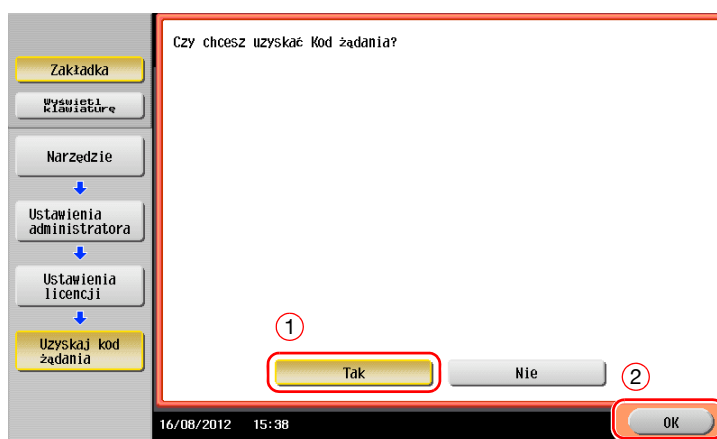 Czy chcesz uzyskać Kod żądania?
Zakładka
Wyświetl
klawiaturę
Narzędzie
Ustawienia
administratora
Ustawienia
licencji
Uzyskaj kod
żądania
1
Tak
Nie
2
16/08/2012 15:38
OK